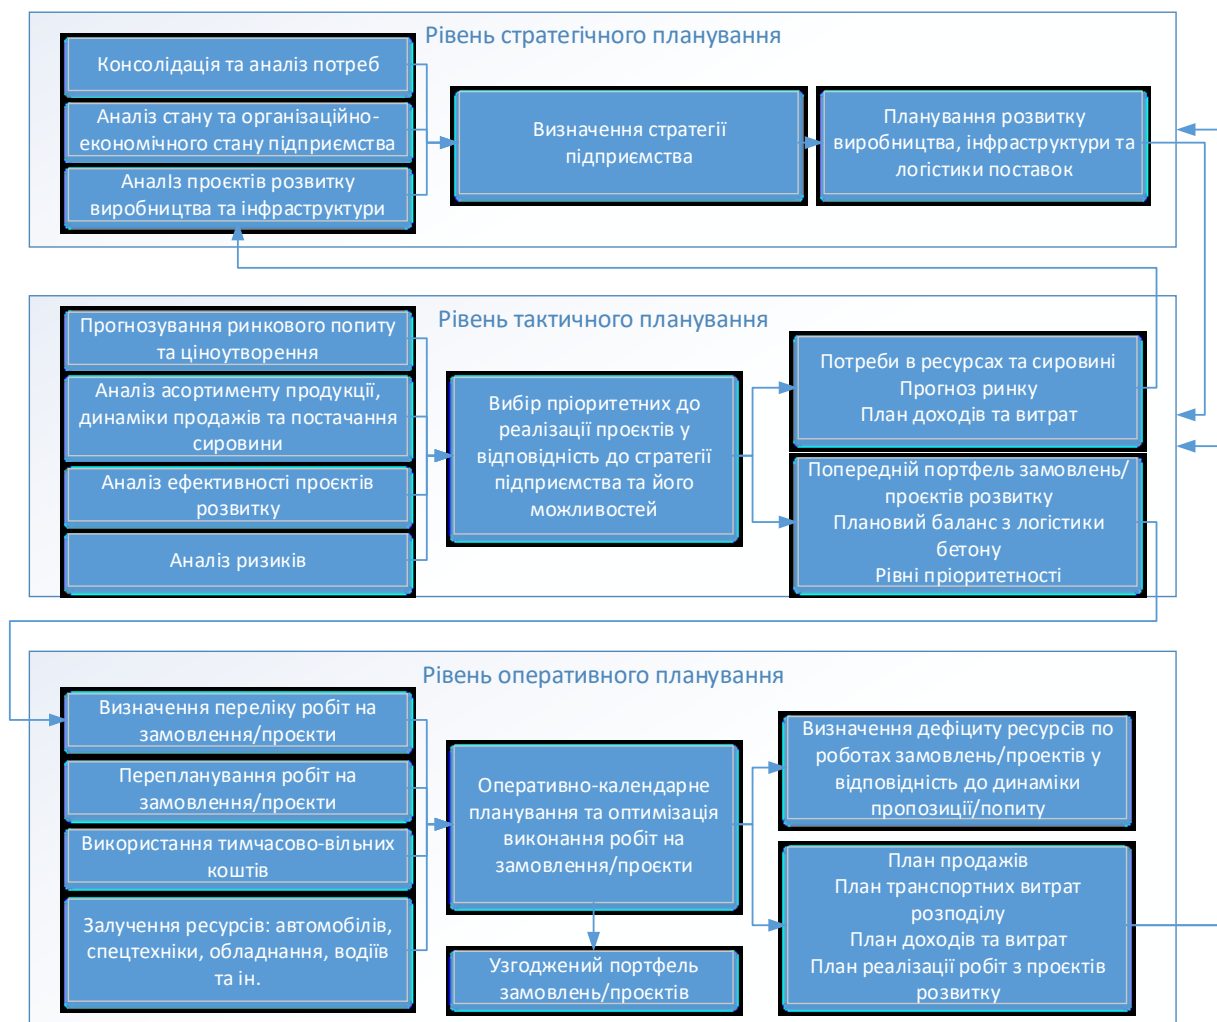 Рівень стратегічного планування
Консолідація та аналіз потреб
Аналіз стану та організаційно-
економічного стану підприємства
АналІз проєктів розвитку
виробництва та інфраструктури
Визначення стратегії
підприємства
Планування розвитку
виробництва, інфраструктури та
логістики поставок
Рівень тактичного планування
Прогнозування ринкового попиту
та ціноутворення
Аналіз асортименту продукції,
динаміки продажів та постачання
сировини
Аналіз ефективності проєктів
розвитку
Аналіз ризиків
Вибір пріоритетних до
реалізації проєктів у
відповідність до стратегії
підприємства та його
можливостей
Потреби в ресурсах та сировині
Прогноз ринку
План доходів та витрат
Попередній портфель замовлень/
проєктів розвитку
Плановий баланс з логістики
бетону
Рівні пріоритетності
Рівень оперативного планування
Визначення переліку робіт на
замовлення/проєкти
Перепланування робіт на
замовлення/проєкти
Використання тимчасово-вільних
коштів
Залучення ресурсів: автомобілів,
спецтехніки, обладнання, водіїв
та ін.
Оперативно-календарне
планування та оптимізація
виконання робіт на
замовлення/проєкти
Узгоджений портфель
замовлень/проєктів
Визначення дефіциту ресурсів по
роботах замовлень/проектів у
відповідність до динаміки
пропозиції/попиту
План продажів
План транспортних витрат
розподілу
План доходів та витрат
План реалізації робіт з проєктів
розвитку